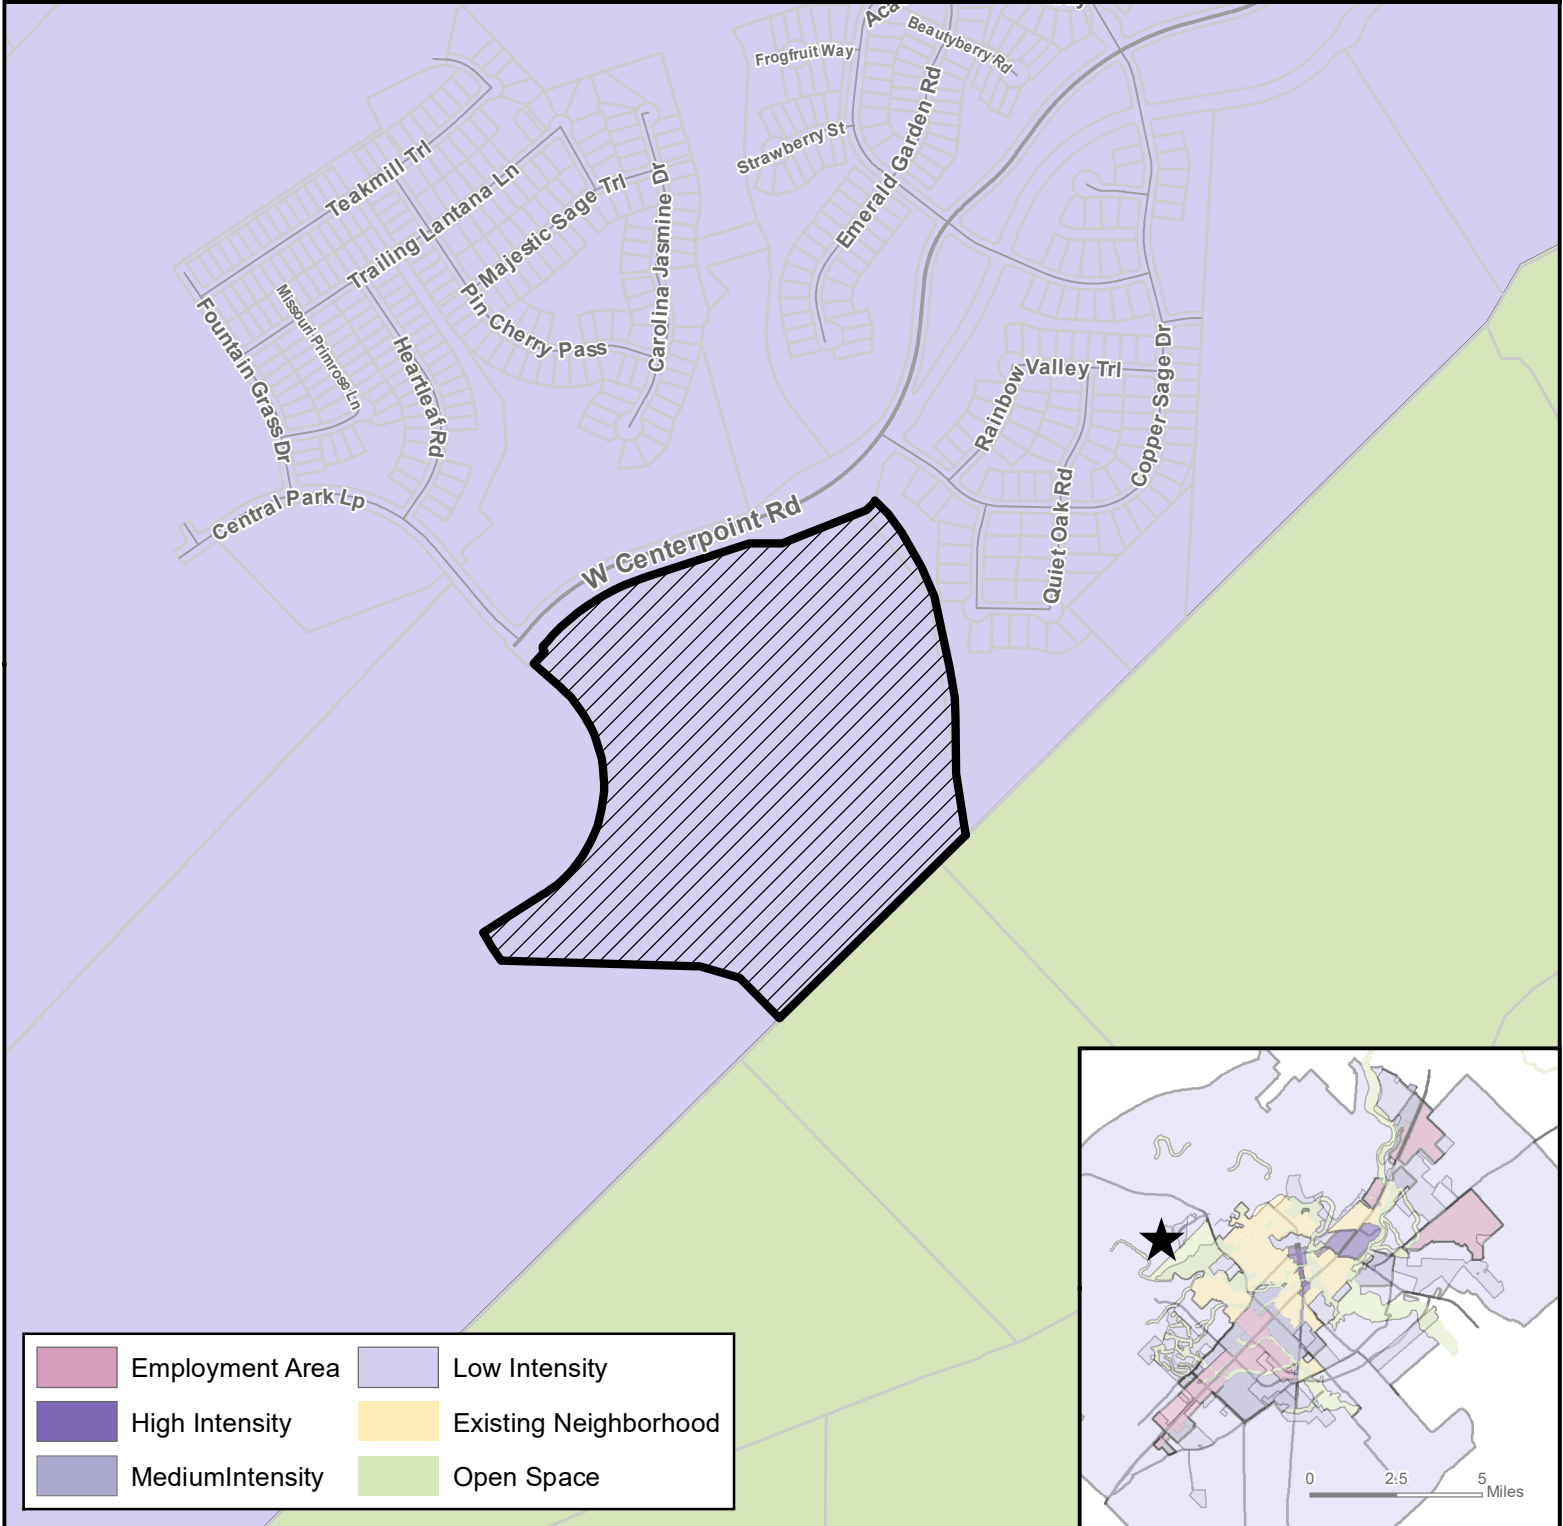 Aca
Beautyberry Rd
Frogfruit Way
Emerald Garden Rd
Strawberry St
Teakmill Trl
Trailing Lantana Ln
Majestic Sage Trl
Carolina Jasmine Dr
Pin Cherry Pass
Missouri Primrose Ln
Fountain Grass Dr
Heartleaf Rd
Rainbow Valley Trl
Copper Sage Dr
Quiet Oak Rd
Central Park Lp
W Centerpoint Rd
Employment Area
High Intensity
MediumIntensity
Low Intensity
Existing Neighborhood
Open Space
0 2.5 5
Miles